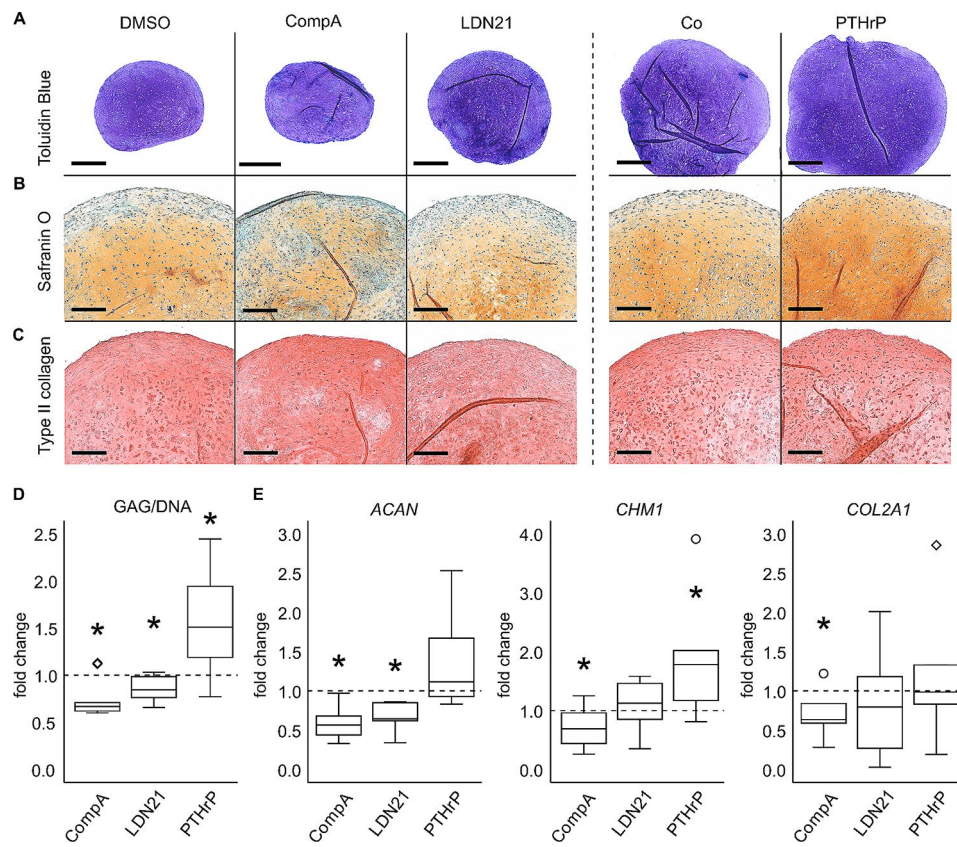 A
DMSO CompA LDN21 Co PTHrP
Toluidin Blue
B
Safranin O
C
Type II collagen
D
GAG/DNA
fold change
2.5
2.0
1.5
1.0
0.5
0.0
* * *
CompA LDN21 PTHrP
E
ACAN
fold change
3.0
2.5
2.0
1.5
1.0
0.5
0.0
* *
CompA LDN21 PTHrP
CHM1
fold change
4.0
3.0
2.0
1.0
0.0
* *
CompA LDN21 PTHrP
COL2A1
fold change
3.0
2.5
2.0
1.5
1.0
0.5
0.0
*
CompA LDN21 PTHrP